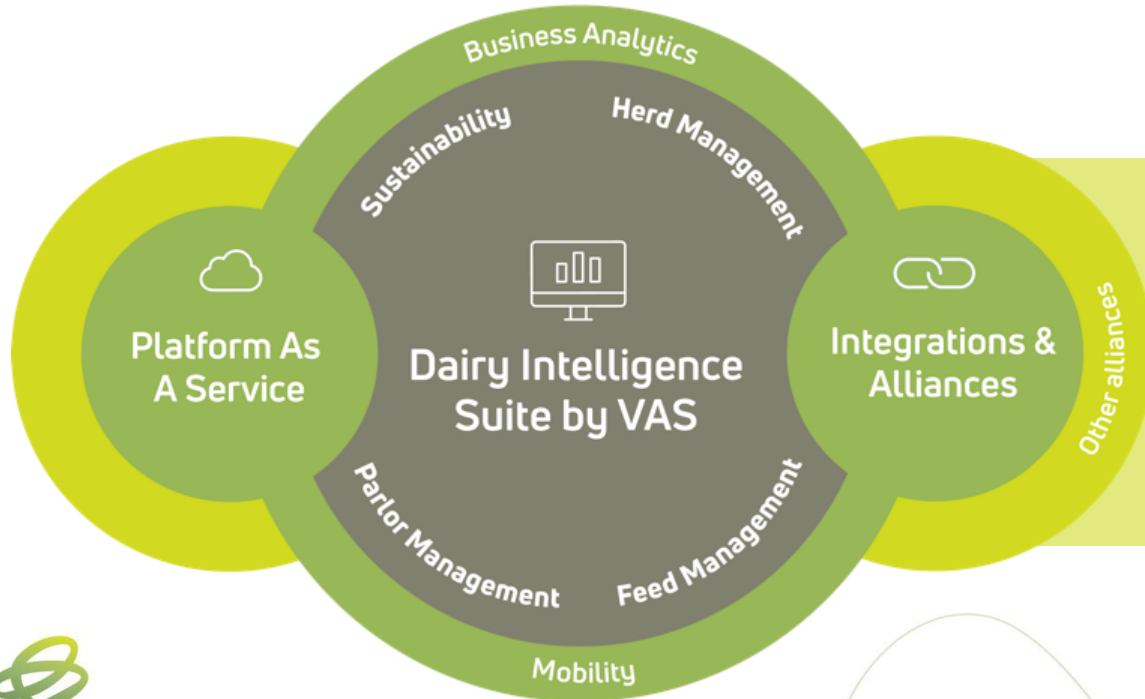 Business Analytics
Sustainability
Herd Management
Platform As
A Service
Dairy Intelligence
Suite by VAS
Integrations &
Alliances
Other alliances
Parlor Management
Feed Management
Mobility